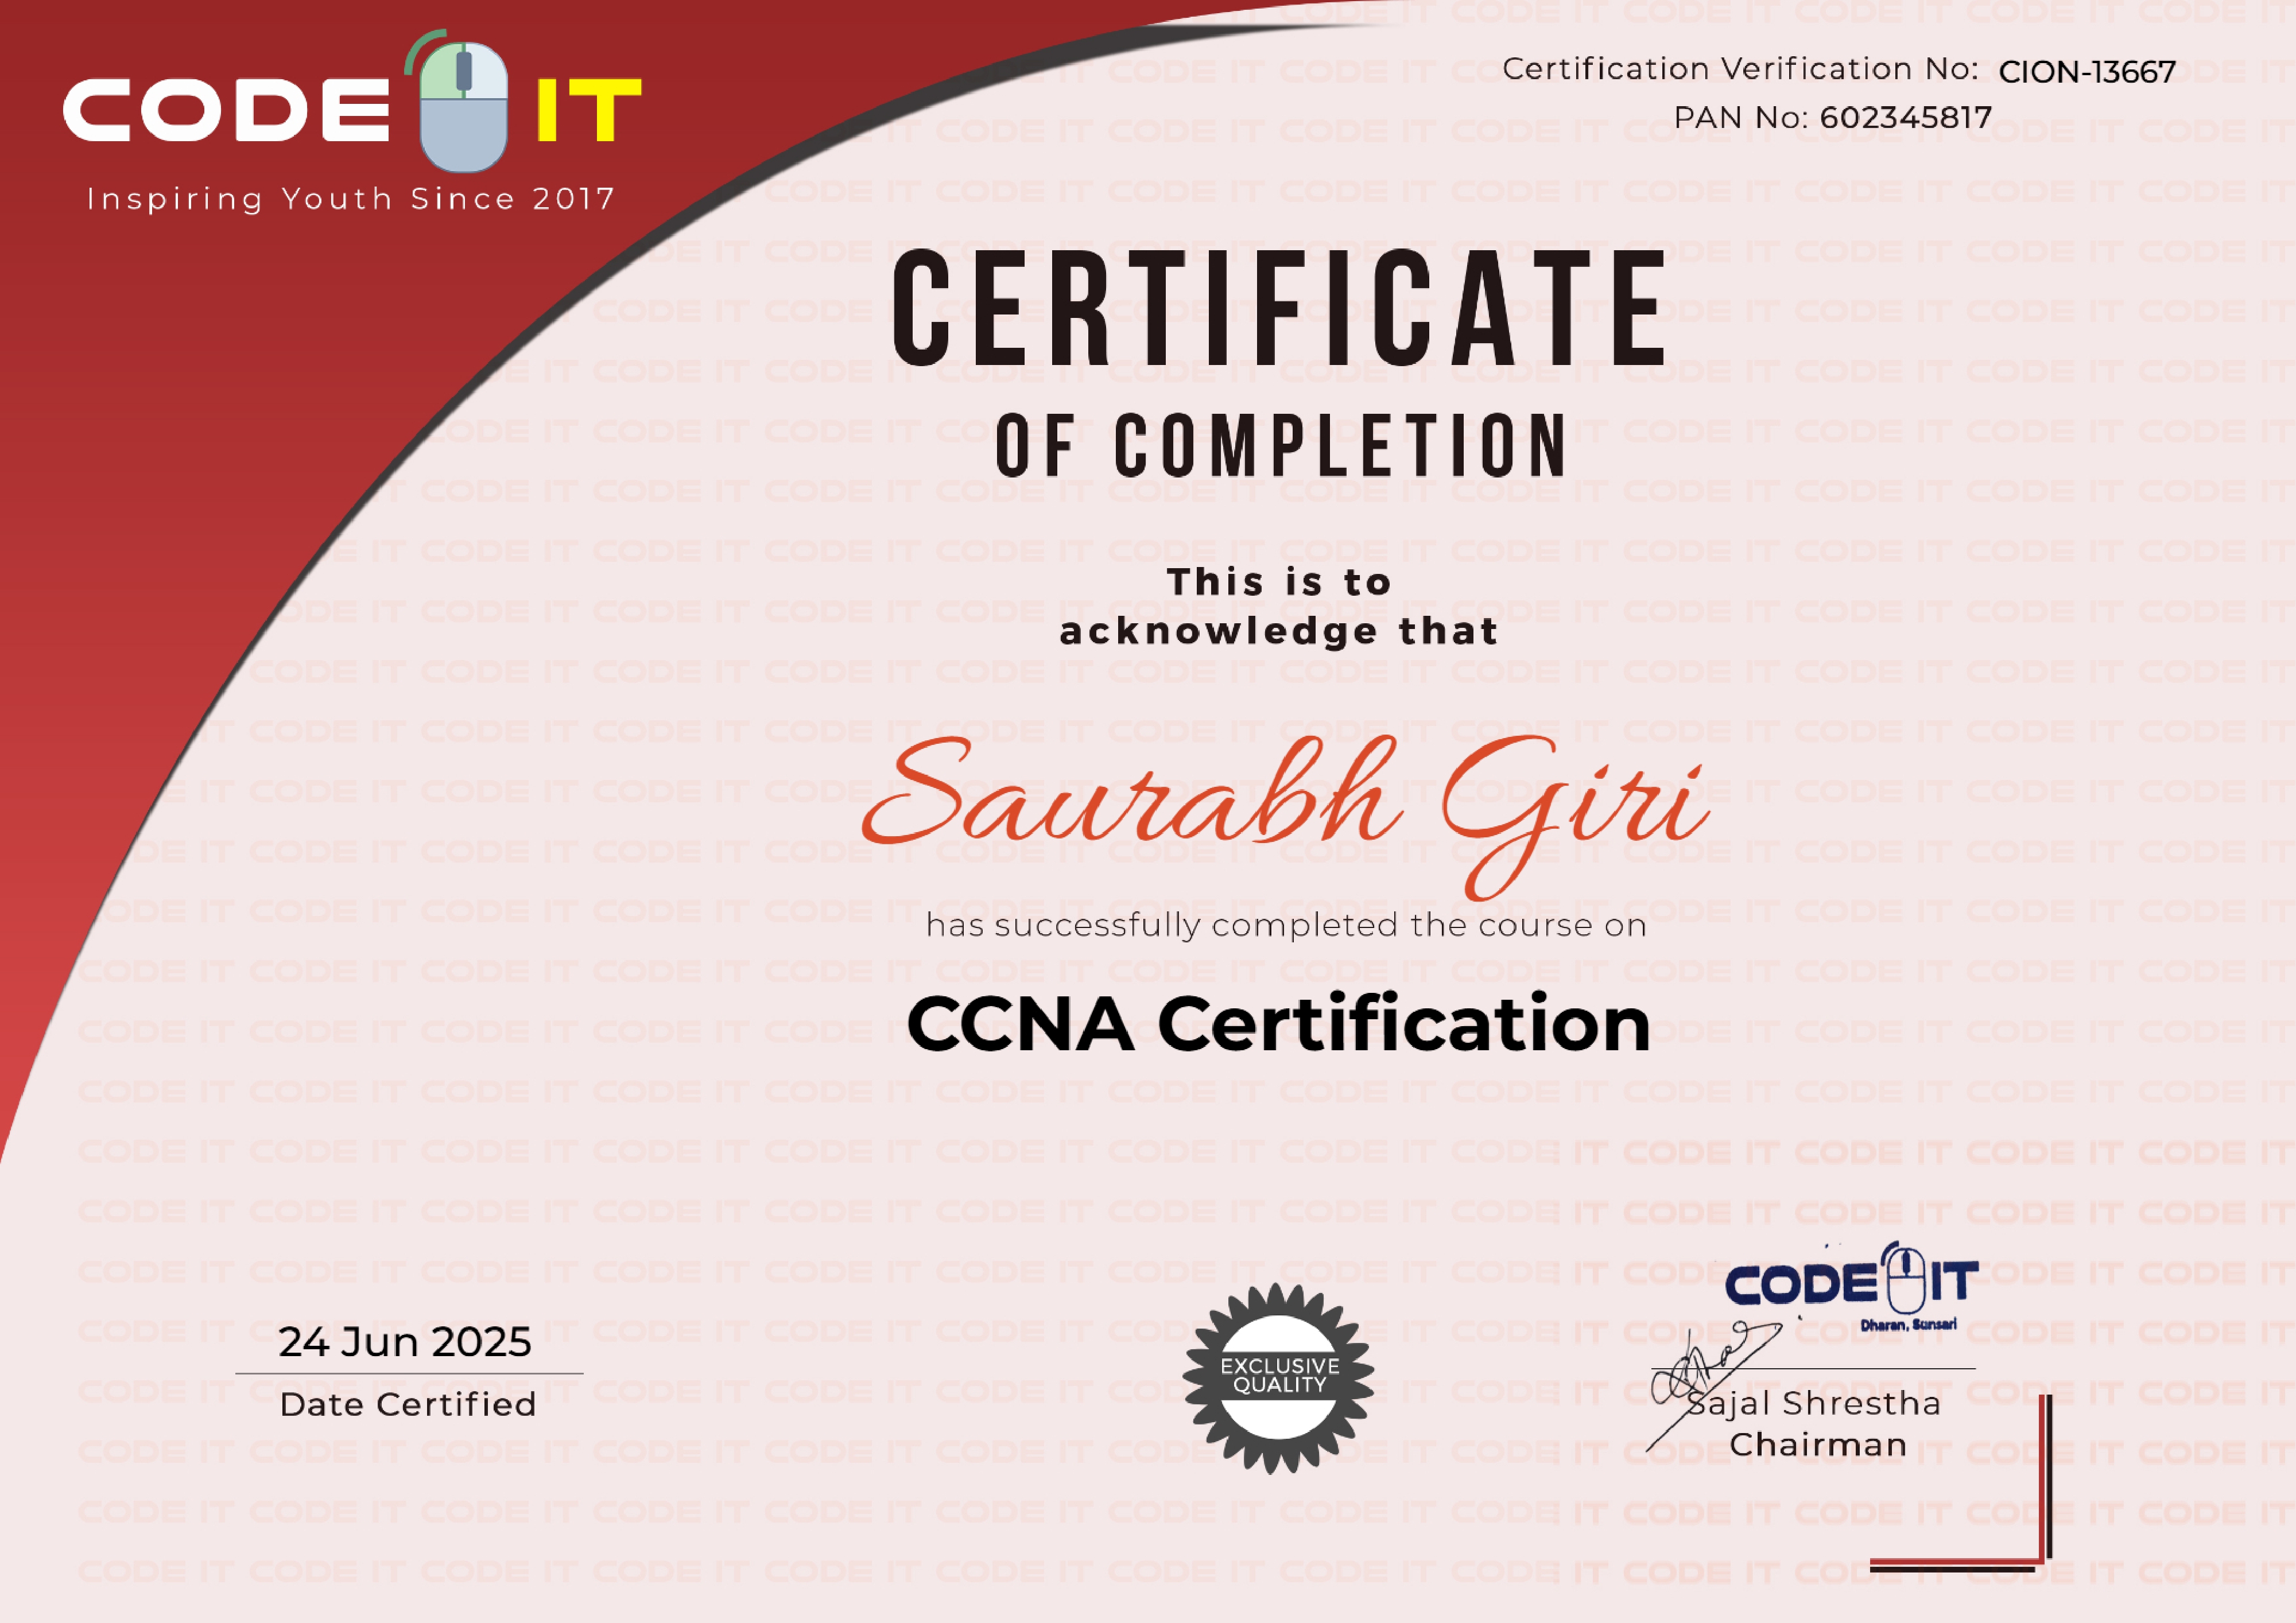 CODE IT
Inspiring Youth Since 2017
Certification Verification No: CION-13667
PAN No: 602345817
CERTIFICATE
OF COMPLETION
This is to
acknowledge that
Saurabh Giri
has successfully completed the course on
CCNA Certification
24 Jun 2025
Date Certified
EXCLUSIVE
QUALITY
CODE IT
Dharan, Sunsari
Sajal Shrestha
Chairman